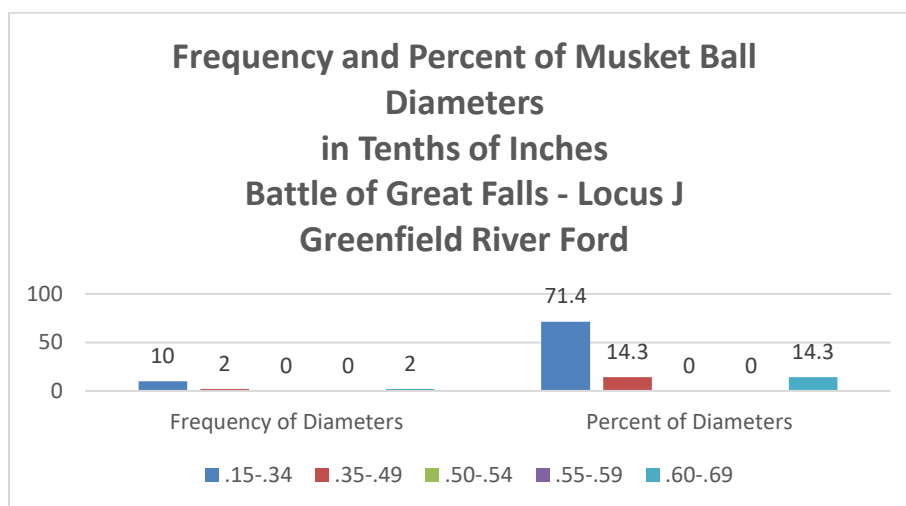 Frequency and Percent of Musket Ball
Diameters
in Tenths of Inches
Battle of Great Falls - Locus J
Greenfield River Ford
100
50
0
10 2 0 0 2
71.4 14.3 0 0 14.3
Frequency of Diameters Percent of Diameters
.15-.34 .35-.49 .50-.54 .55-.59 .60-.69